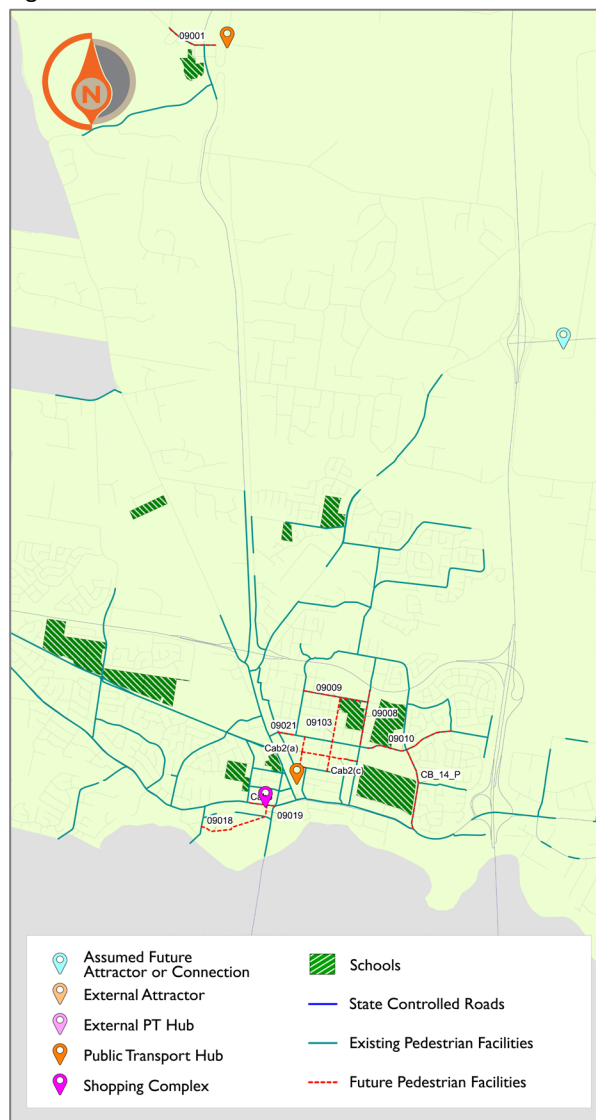 09001
N
09009
09103
09008
09021
09010
Cab2(a)
Cab2(c)
CB_14_P
09018
09019
Assumed Future
Attractor or Connection
External Attractor
External PT Hub
Public Transport Hub
Shopping Complex
Schools
State Controlled Roads
Existing Pedestrian Facilities
Future Pedestrian Facilities